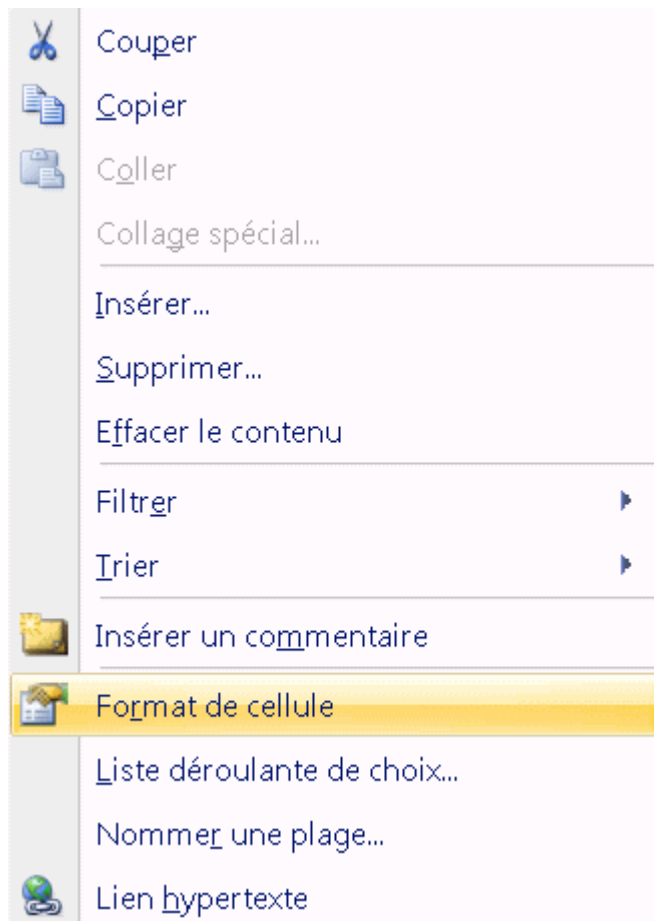 Couper
Copier
Coller
Collage spécial...
Insérer...
Supprimer...
Effacer le contenu
Filtrer
Trier
Insérer un commentaire
Format de cellule
Liste déroulante de choix...
Nommer une plage...
Lien hypertexte